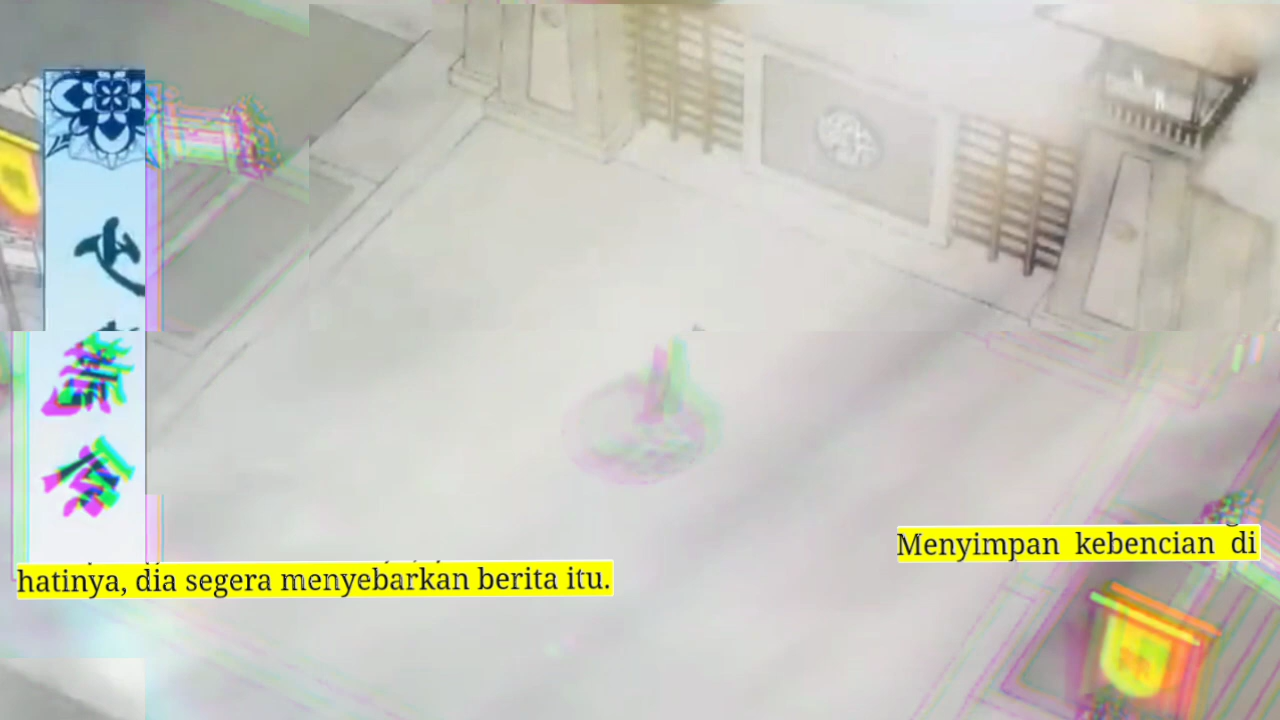 Menyimpan kebencian di
hatinya, dia segera menyebarkan berita itu.